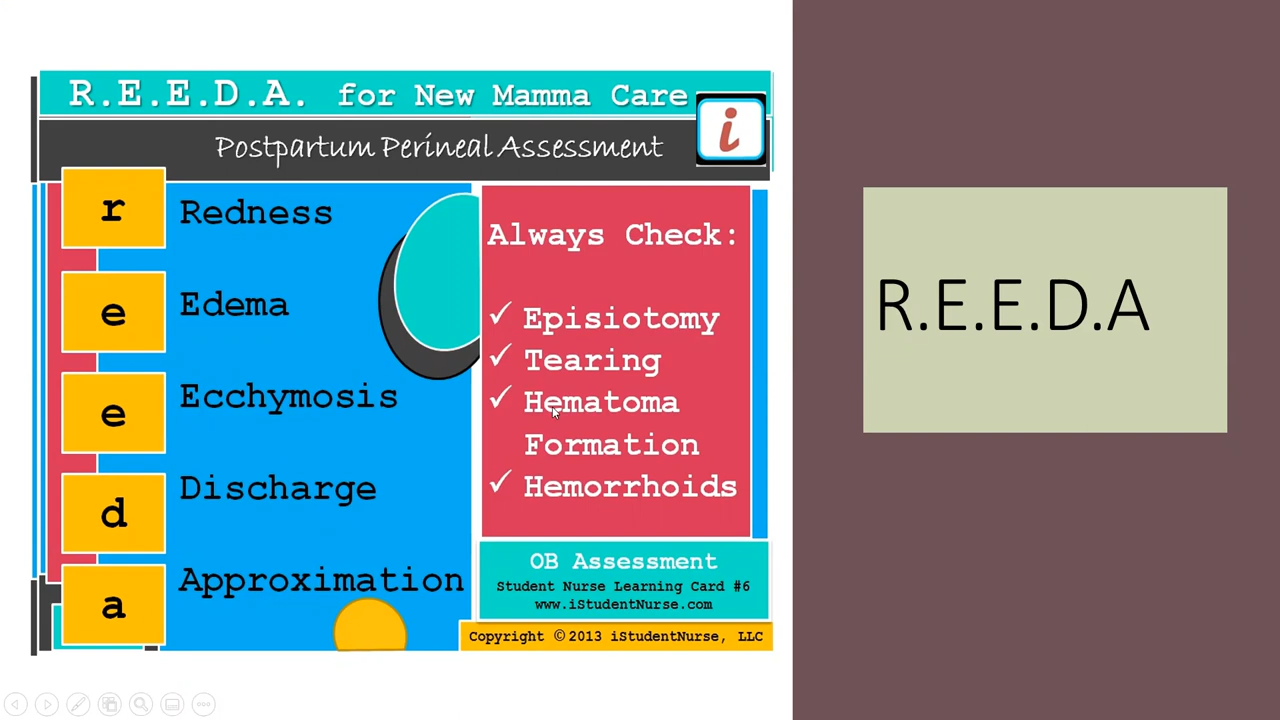 R.E.E.D.A. for New Mamma Care
i
Postpartum Perineal Assessment
r
Redness
e
Edema
e
Ecchymosis
d
Discharge
a
Approximation
Always Check:
✓ Episiotomy
✓ Tearing
✓ Hematoma
Formation
✓ Hemorrhoids
OB Assessment
Student Nurse Learning Card #6
www.iStudentNurse.com
Copyright ©2013 iStudentNurse, LLC
R.E.E.D.A